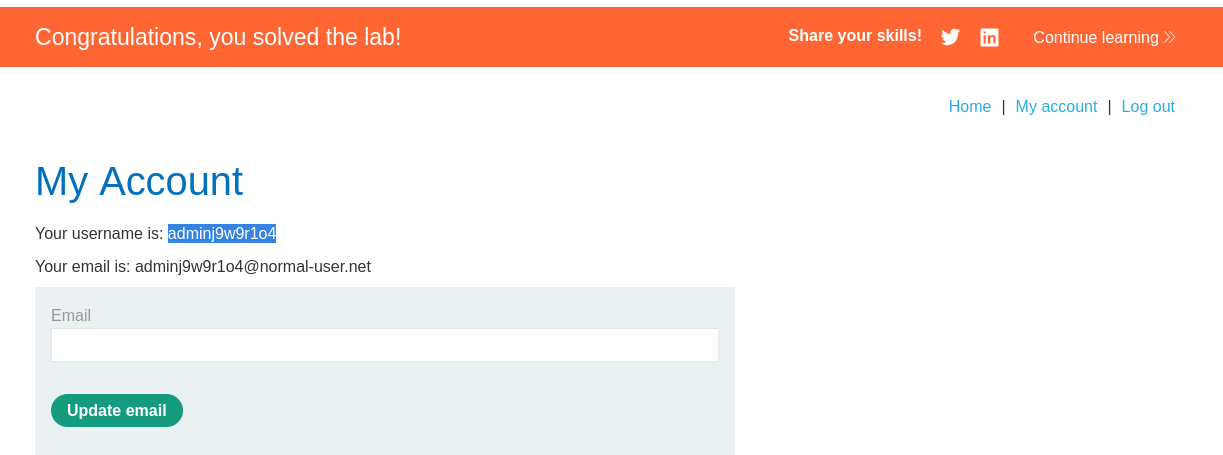 Congratulations, you solved the lab!
Share your skills!
Continue learning
Home | My account | Log out
My Account
Your username is: adminj9w9r1o4
Your email is: adminj9w9r1o4@normal-user.net
Email
Update email